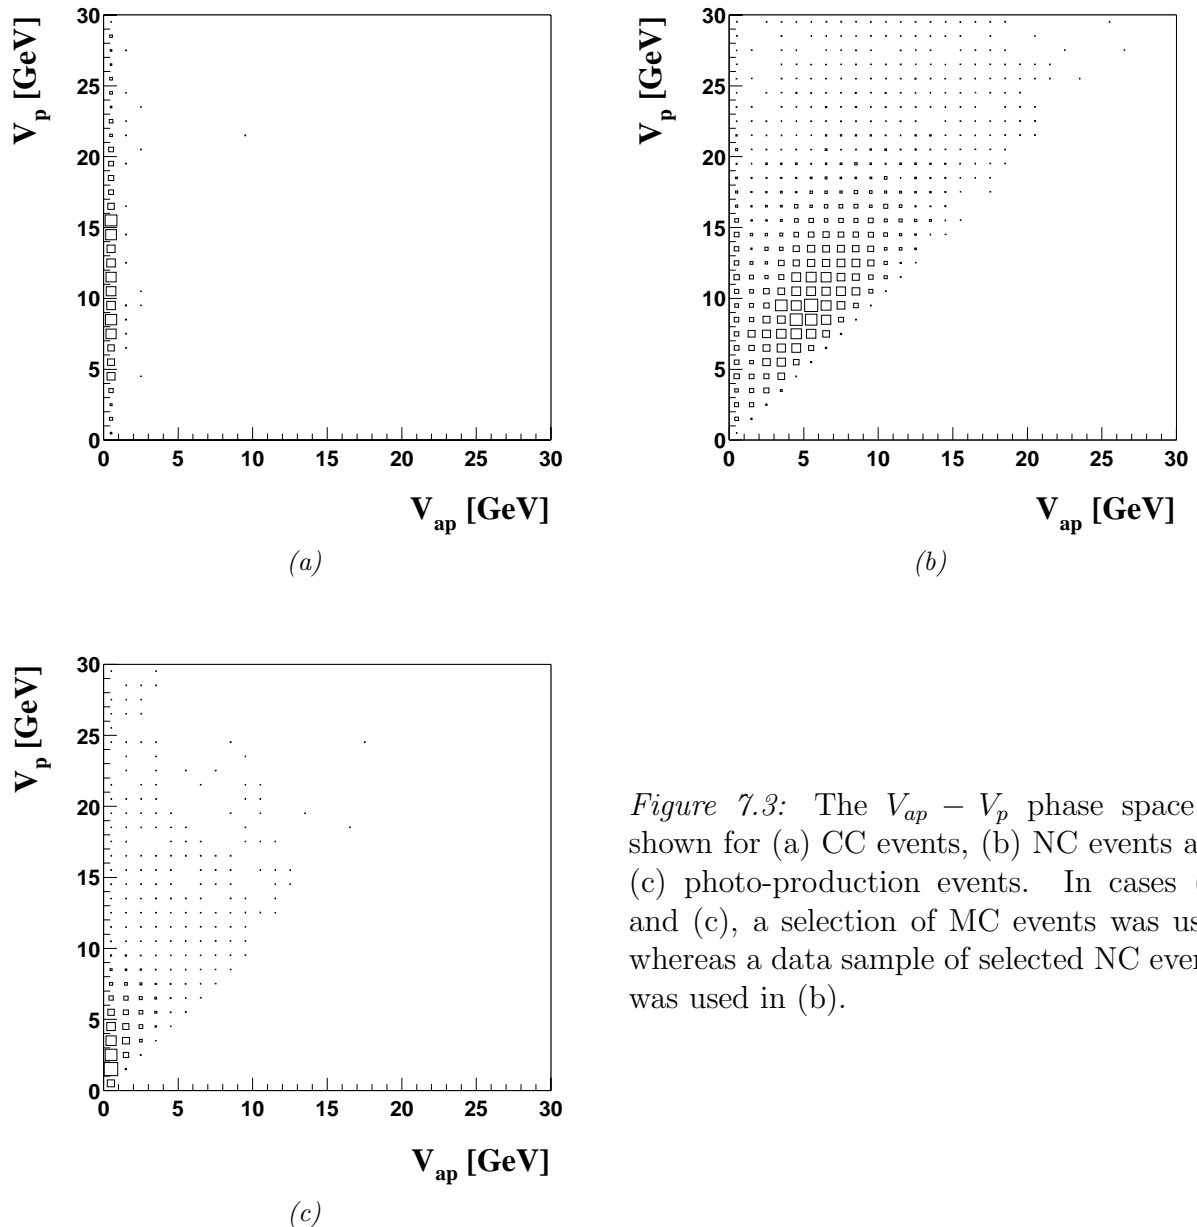 30
25
20
15
10
5
0
V_p [GeV]
0 5 10 15 20 25 30
V_ap [GeV]
(a)
30
25
20
15
10
5
0
V_p [GeV]
0 5 10 15 20 25 30
V_ap [GeV]
(b)
30
25
20
15
10
5
0
V_p [GeV]
0 5 10 15 20 25 30
V_ap [GeV]
(c)
Figure 7.3: The V_ap − V_p phase space
shown for (a) CC events, (b) NC events a
(c) photo-production events. In cases (
and (c), a selection of MC events was us
whereas a data sample of selected NC even
was used in (b).